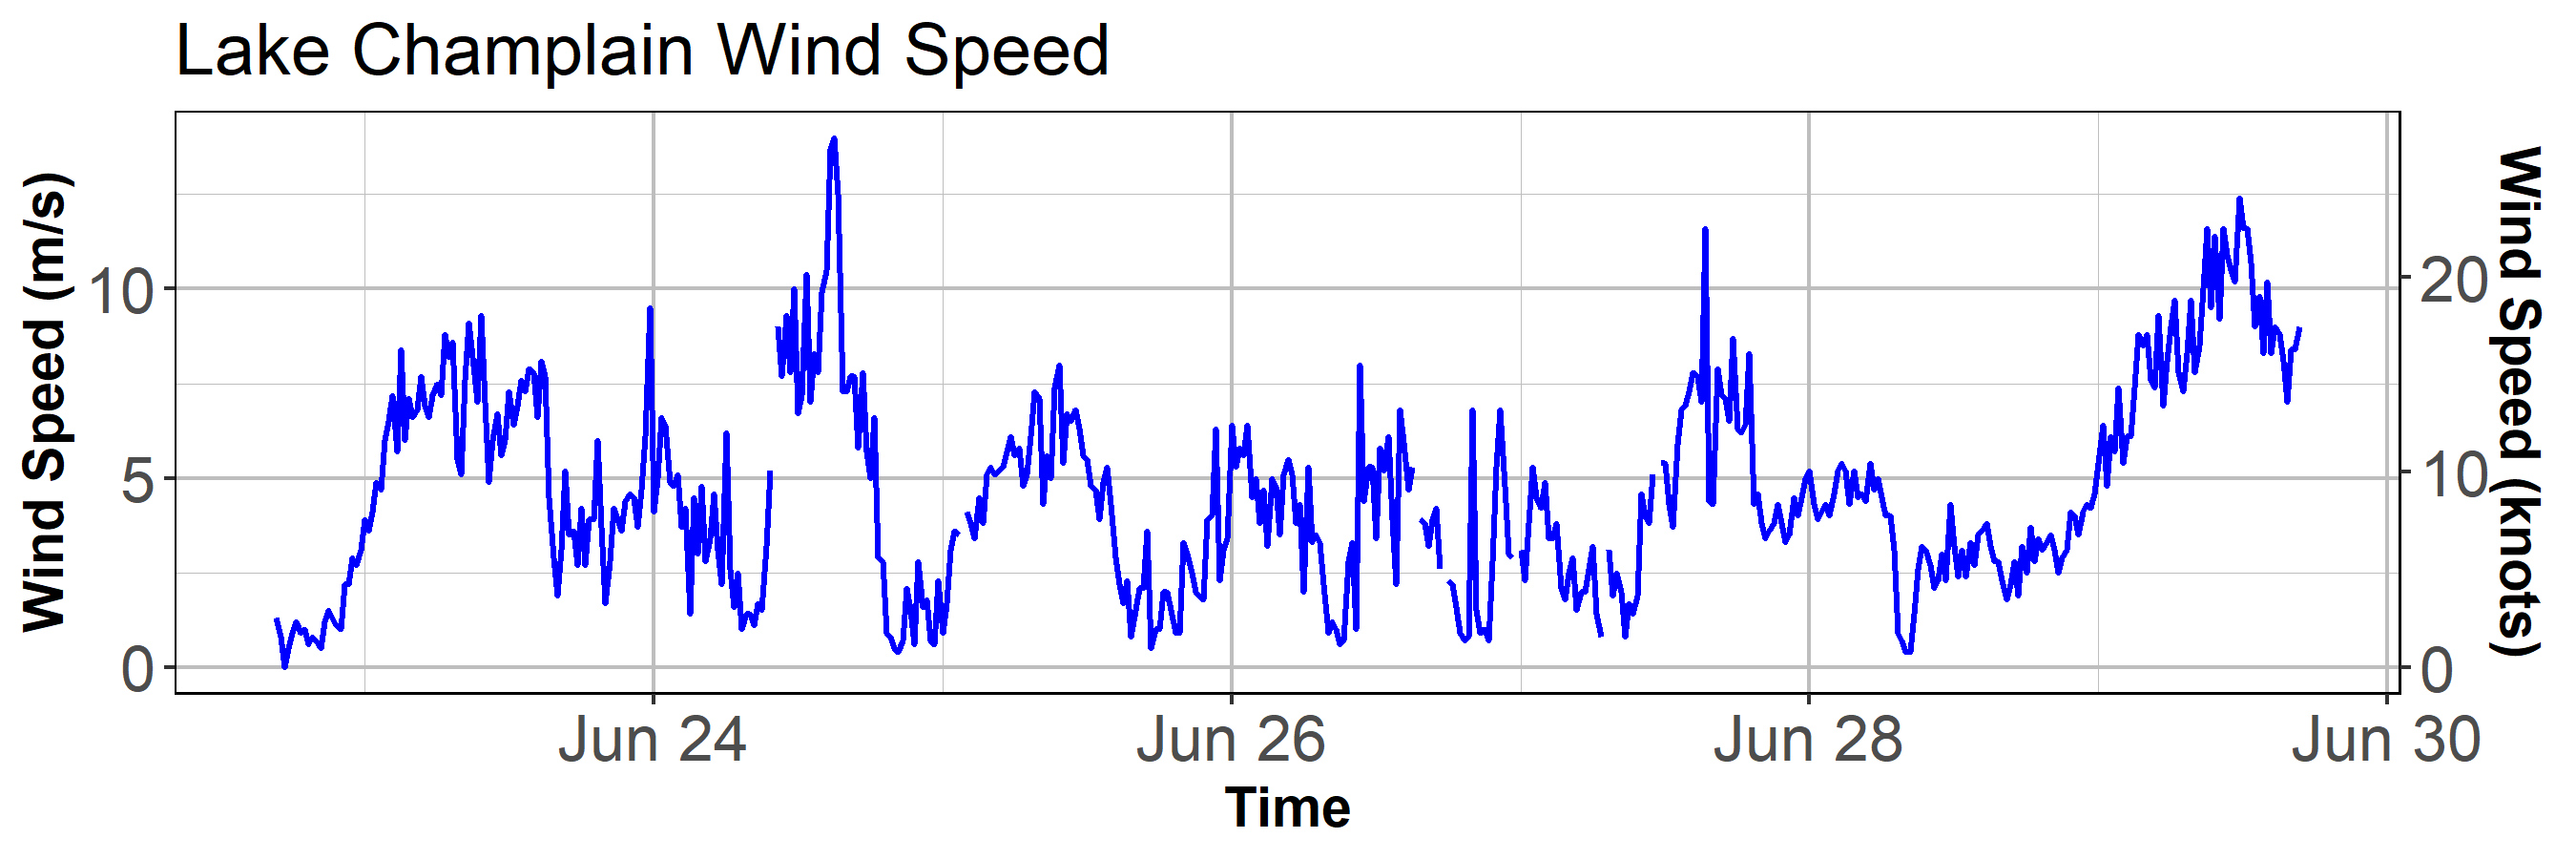 Lake Champlain Wind Speed
Wind Speed (m/s)
10
5
0
20
10
0
Wind Speed (knots)
Jun 24
Jun 26
Jun 28
Jun 30
Time